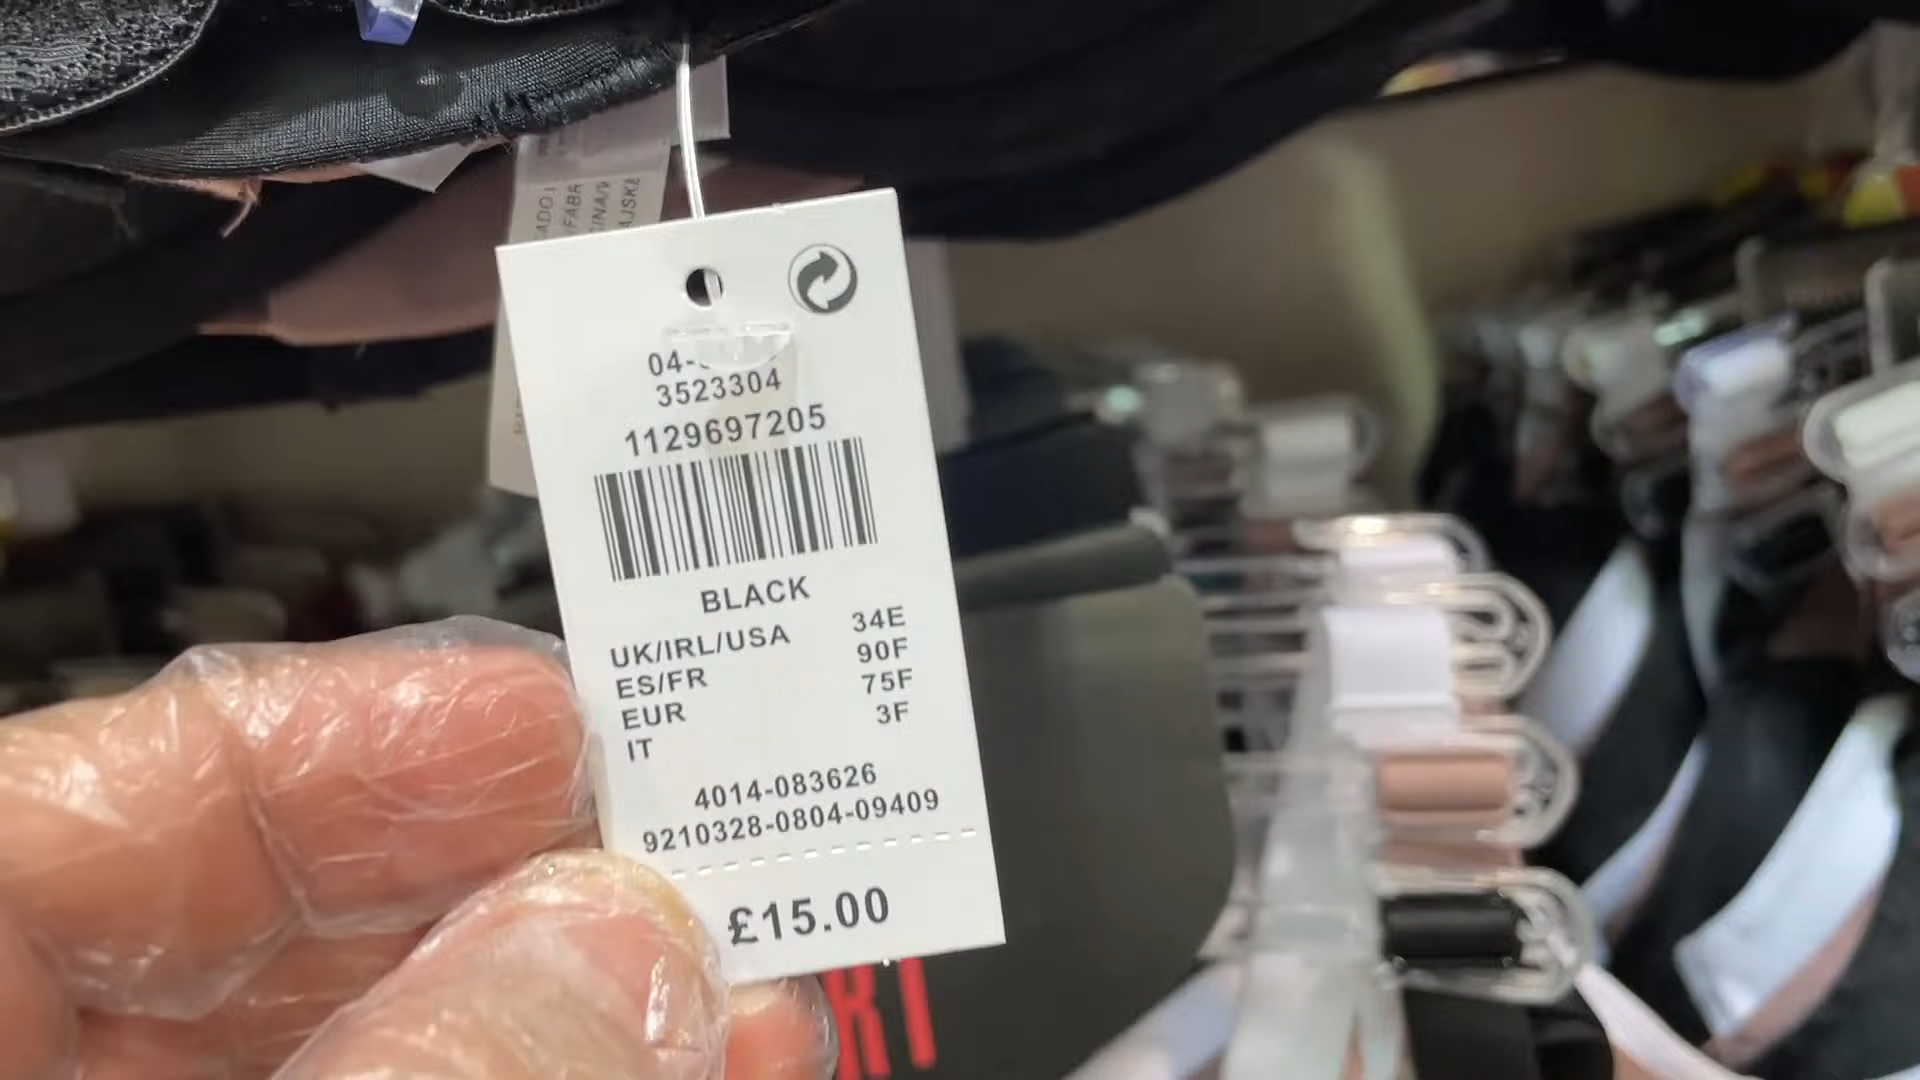 04-
3523304
1129697205
BLACK
UK/IRL/USA 34E
ES/FR 90F
EUR 75F
IT 3F
4014-083626
9210328-0804-09409
£15.00